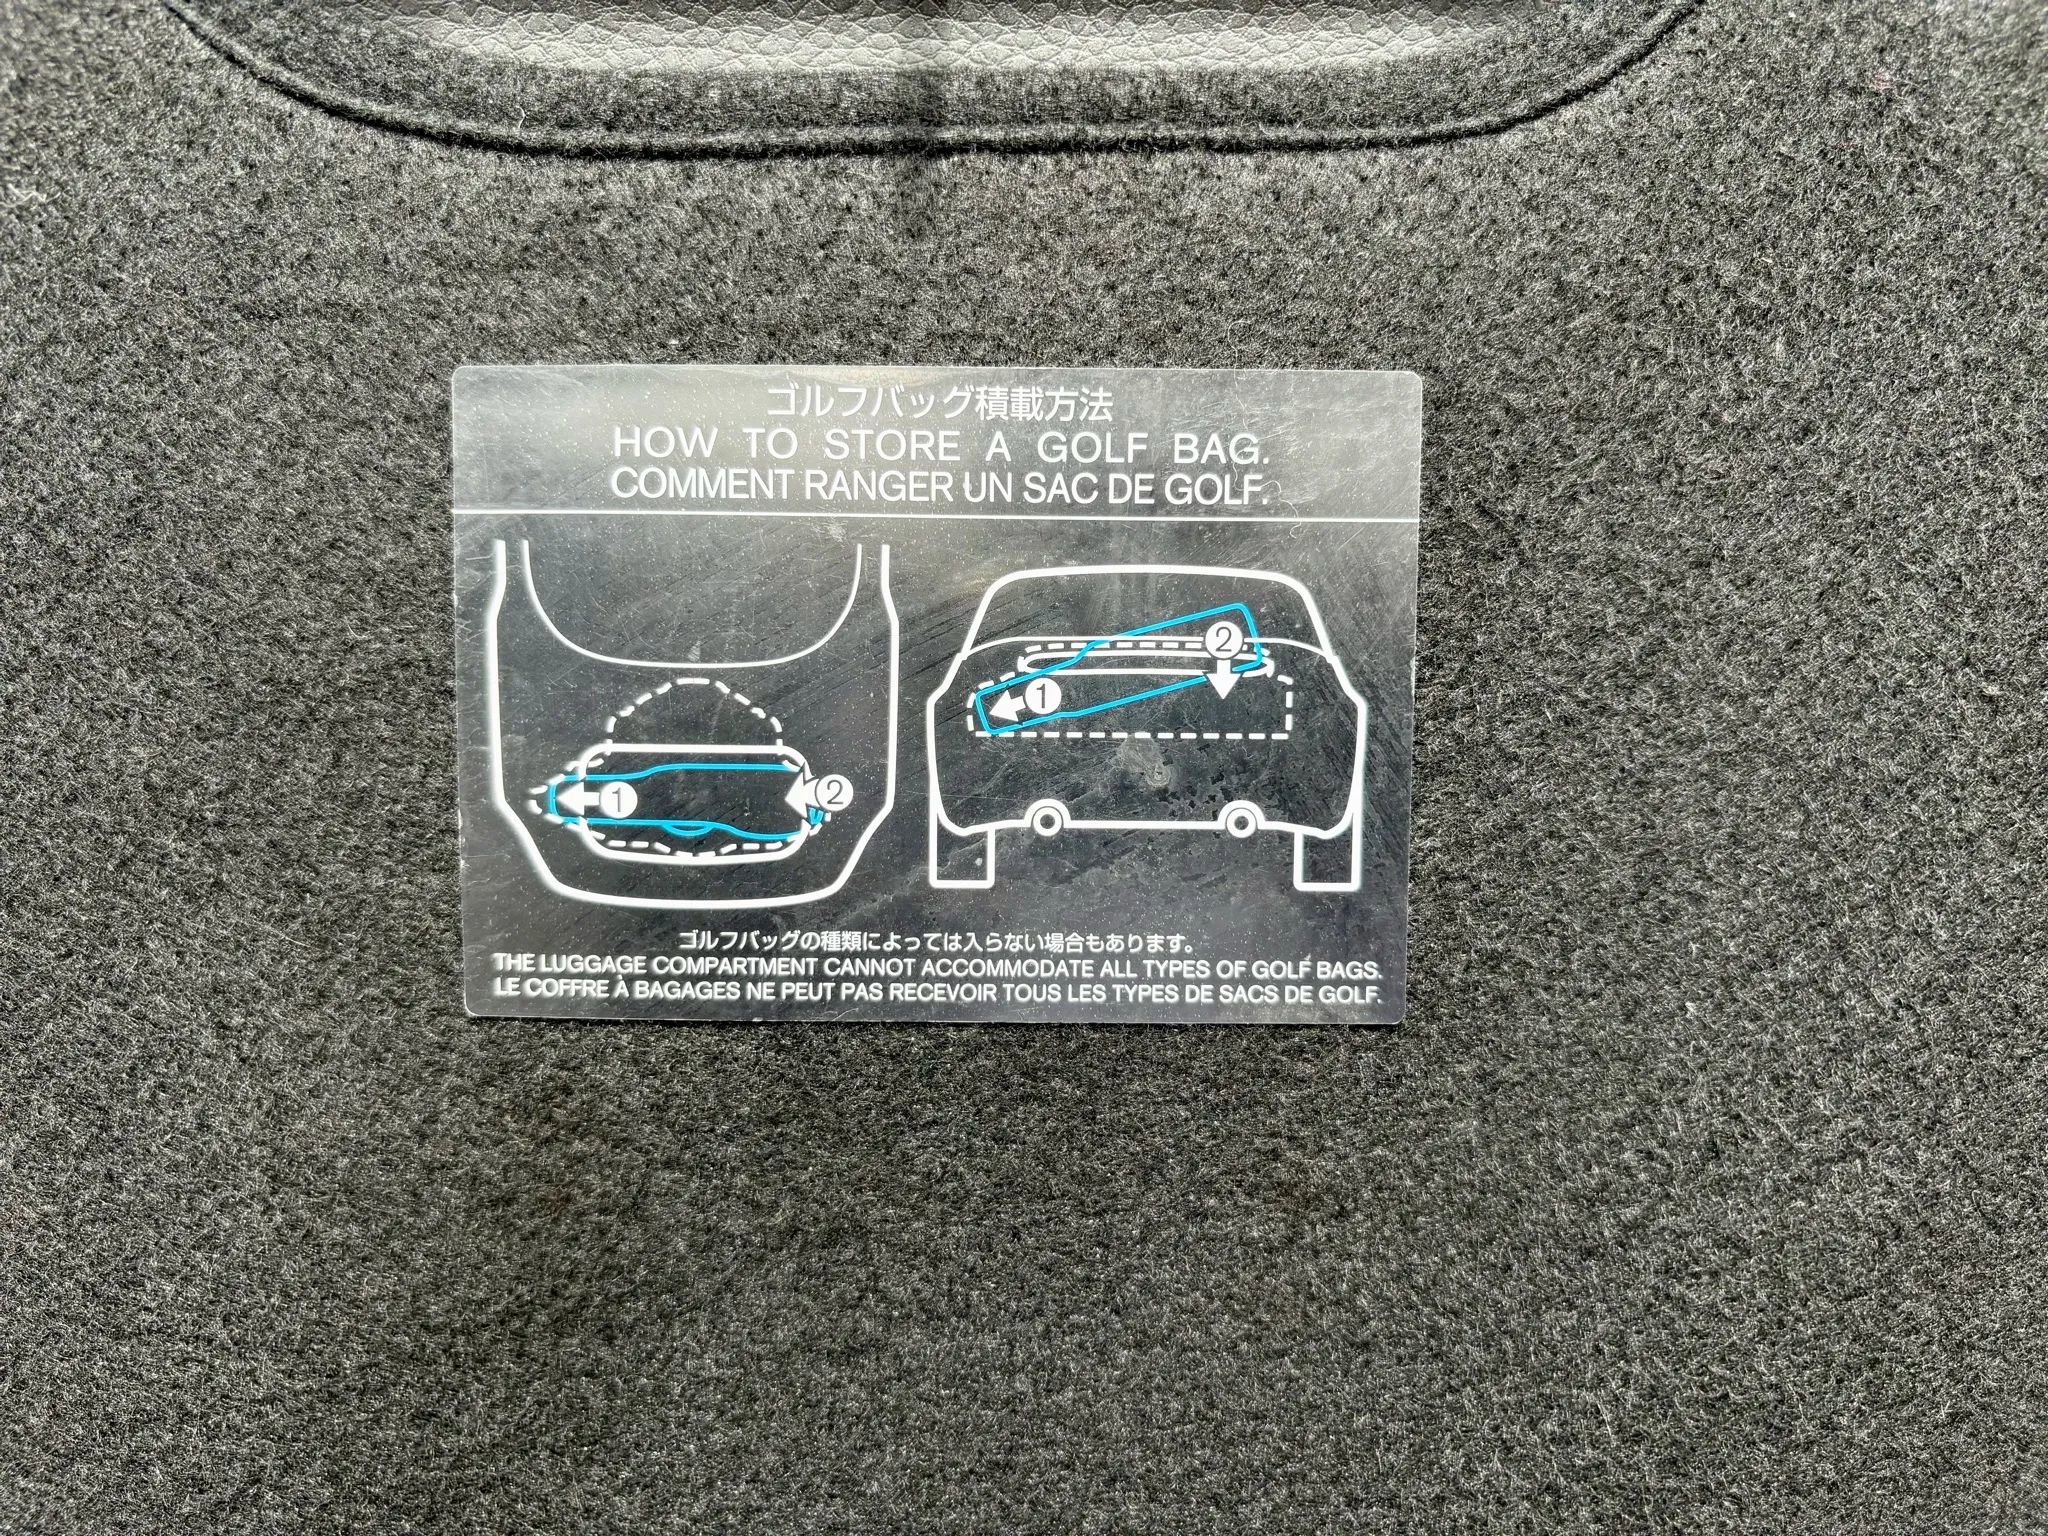 ゴルフバッグ積載方法
HOW TO STORE A GOLF BAG.
COMMENT RANGER UN SAC DE GOLF.
1
2
2
1
ゴルフバッグの種類によっては入らない場合もあります。
THE LUGGAGE COMPARTMENT CANNOT ACCOMMODATE ALL TYPES OF GOLF BAGS.
LE COFFRE À BAGAGES NE PEUT PAS RECEVOIR TOUS LES TYPES DE SACS DE GOLF.